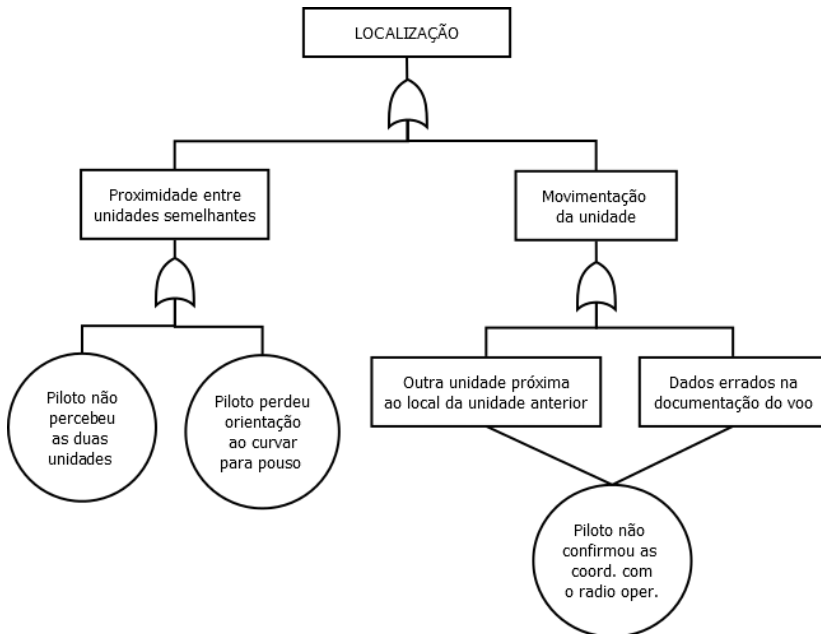 LOCALIZAÇÃO
Proximidade entre
unidades semelhantes
Movimentação
da unidade
Piloto não
percebeu
as duas
unidades
Piloto perdeu
orientação
ao curvar
para pouso
Outra unidade próxima
ao local da unidade anterior
Dados errados na
documentação do voo
Piloto não
confirmou as
coord. com
o radio oper.